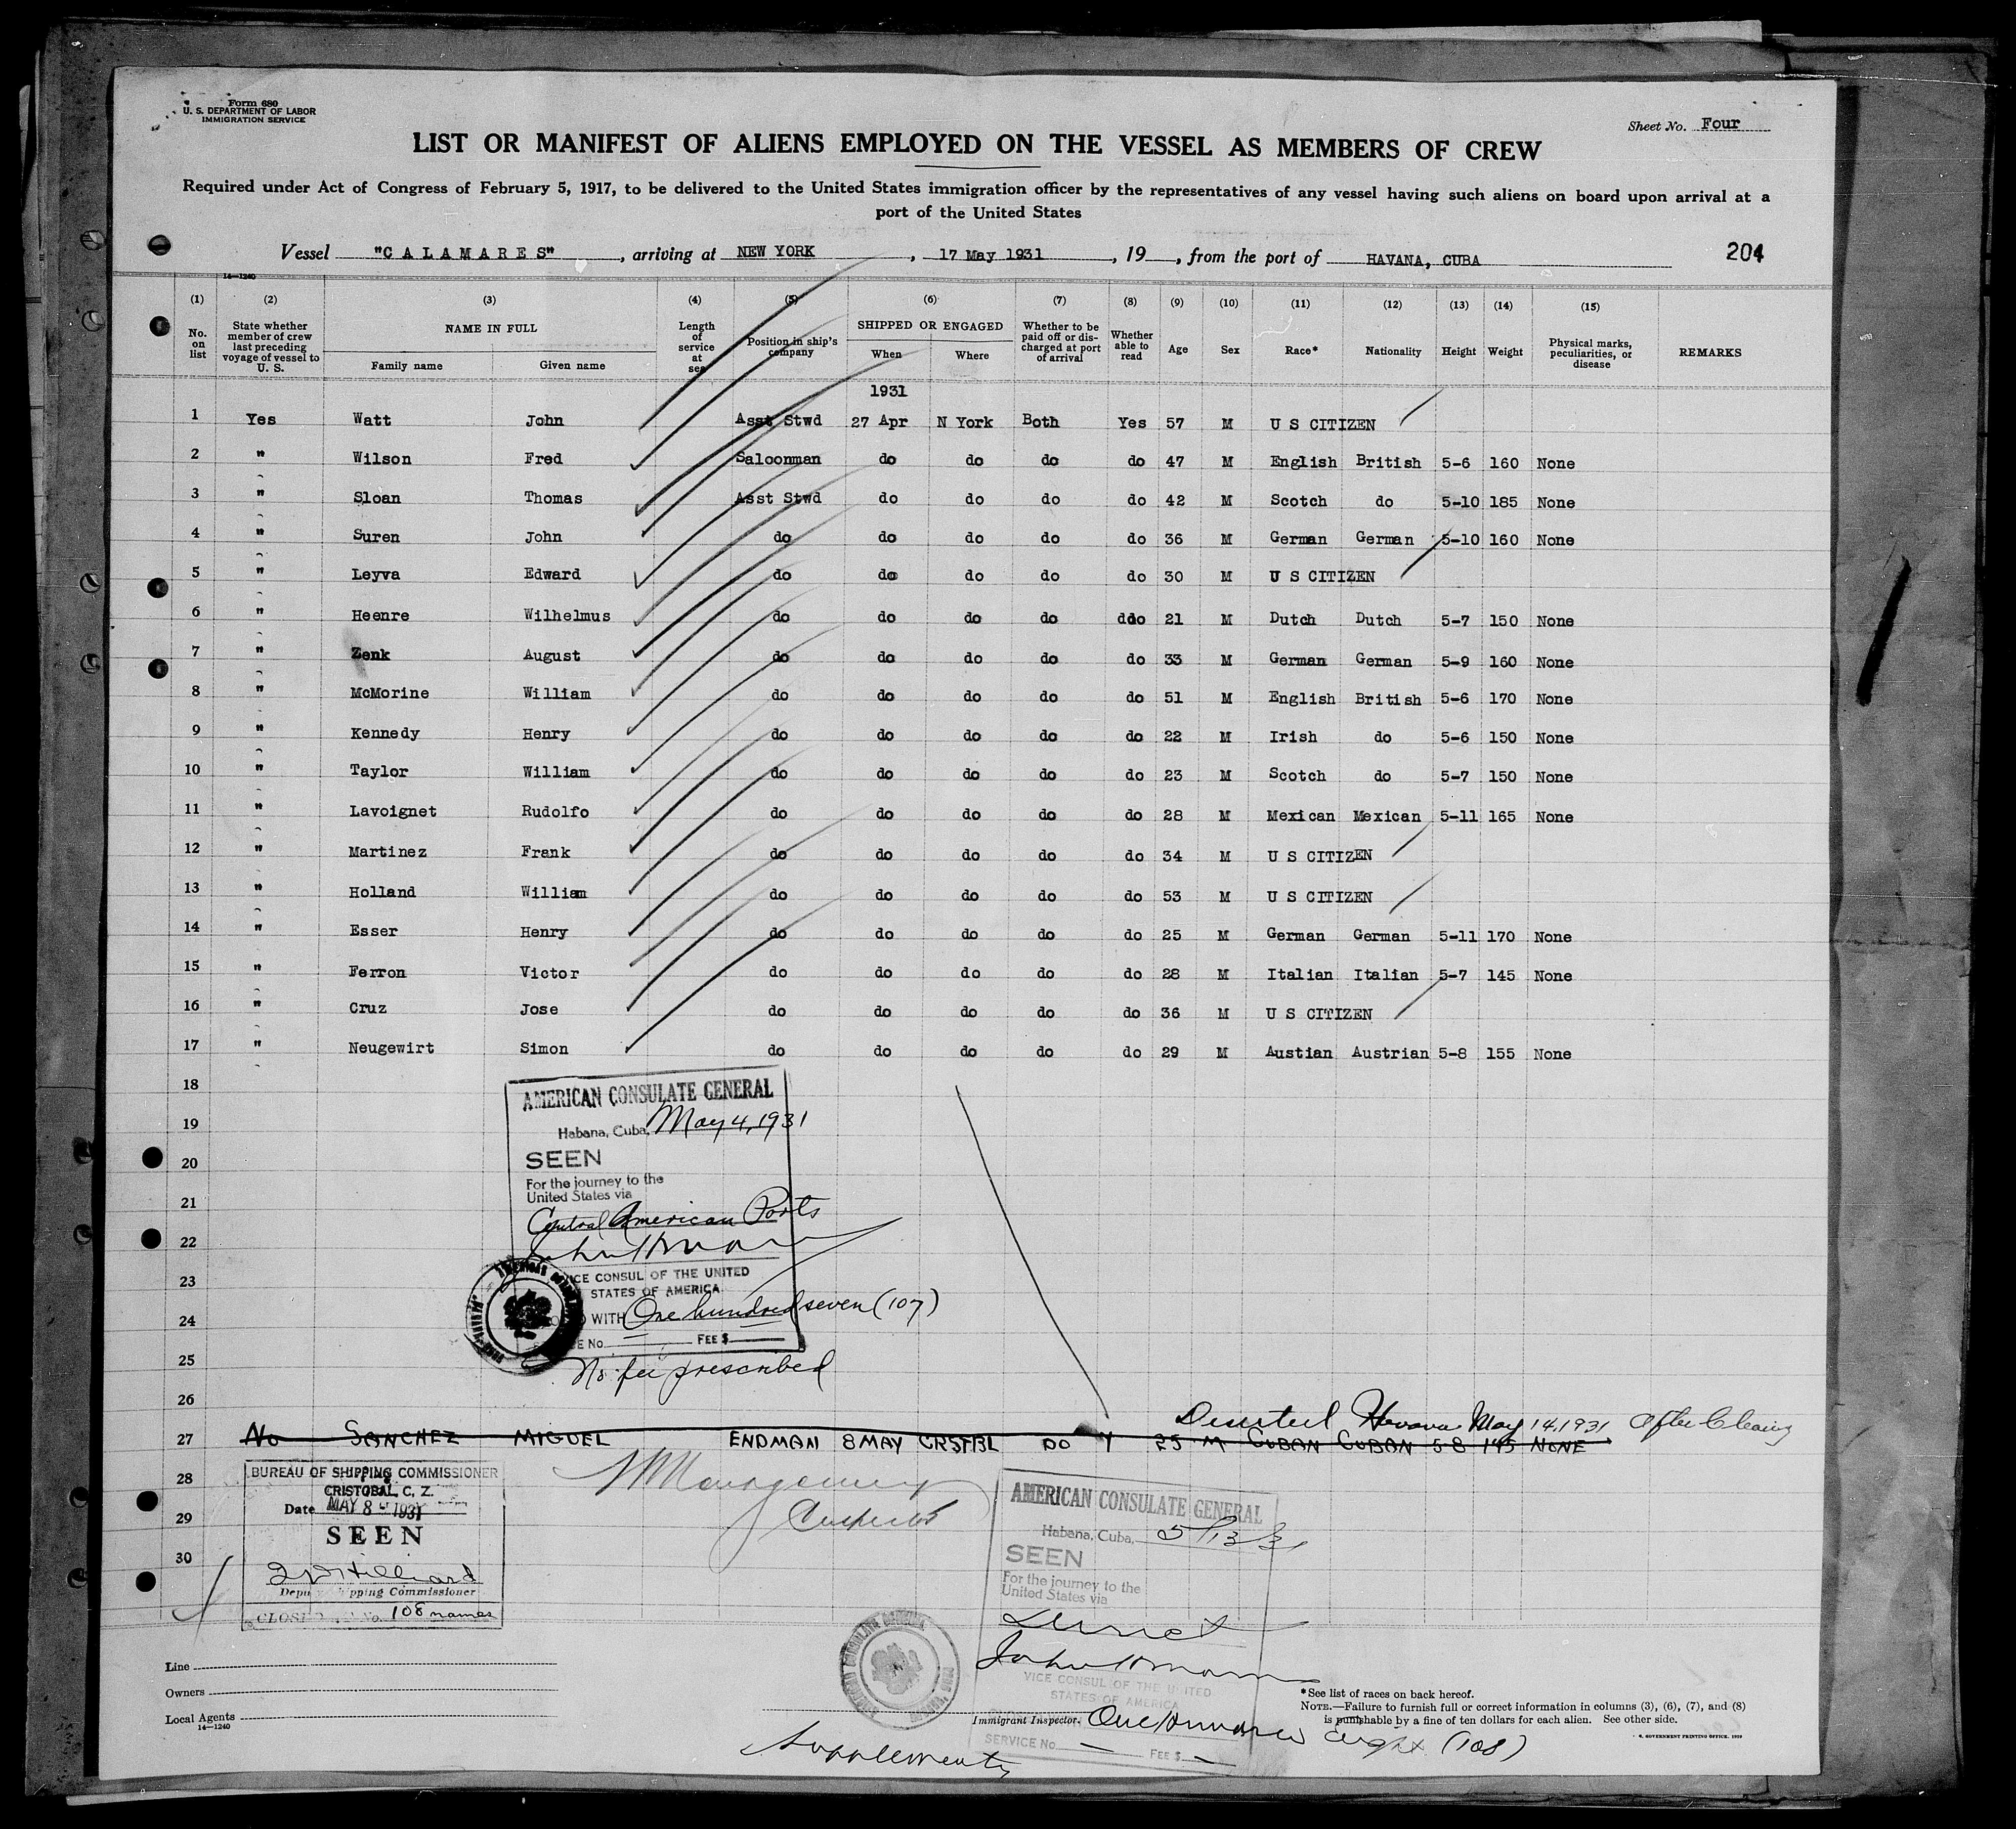 Form 680
U. S. DEPARTMENT OF LABOR
IMMIGRATION SERVICE
Sheet No. Four
LIST OR MANIFEST OF ALIENS EMPLOYED ON THE VESSEL AS MEMBERS OF CREW
Required under Act of Congress of February 5, 1917, to be delivered to the United States immigration officer by the representatives of any vessel having such aliens on board upon arrival at a
port of the United States
Vessel "CALAMARES", arriving at NEW YORK, 17 May 1931, 19, from the port of HAVANA, CUBA 204
14—1240
(1) (2) (3) (4) (5) (6) (7) (8) (9) (10) (11) (12) (13) (14) (15)
No. on list
State whether member of crew last preceding voyage of vessel to U. S.
NAME IN FULL
Family name Given name
Length of service at sea
Position in ship's company
SHIPPED OR ENGAGED
When Where
Whether to be paid off or discharged at port of arrival
Whether able to read
Age Sex Race* Nationality Height Weight
Physical marks, peculiarities, or disease
REMARKS
1931
1 Yes Watt John Asst Stwd 27 Apr N York Both Yes 57 M U S CITIZEN
2 " Wilson Fred Saloonman do do do do 47 M English British 5-6 160 None
3 " Sloan Thomas Asst Stwd do do do do 42 M Scotch do 5-10 185 None
4 " Suren John do do do do do 36 M German German 5-10 160 None
5 " Leyva Edward do do do do do 30 M U S CITIZEN
6 " Heenre Wilhelmus do do do do ddo 21 M Dutch Dutch 5-7 150 None
7 " Zenk August do do do do do 33 M German German 5-9 160 None
8 " McMorine William do do do do do 51 M English British 5-6 170 None
9 " Kennedy Henry do do do do do 22 M Irish do 5-6 150 None
10 " Taylor William do do do do do 23 M Scotch do 5-7 150 None
11 " Lavoignet Rudolfo do do do do do 28 M Mexican Mexican 5-11 165 None
12 " Martinez Frank do do do do do 34 M U S CITIZEN
13 " Holland William do do do do do 53 M U S CITIZEN
14 " Esser Henry do do do do do 25 M German German 5-11 170 None
15 " Ferron Victor do do do do do 28 M Italian Italian 5-7 145 None
16 " Cruz Jose do do do do do 36 M U S CITIZEN
17 " Neugewirt Simon do do do do do 29 M Austian Austrian 5-8 155 None
18
19
20
21
22
23
24
25
26
AMERICAN CONSULATE GENERAL
Habana, Cuba, May 4, 1931
SEEN
For the journey to the
United States via
Central American Ports
VICE CONSUL OF THE UNITED
STATES OF AMERICA
WITH One hundred seven (107)
No. FEE $
No fee prescribed
Deserted Havana May 14, 1931 after Clearing
27 No SANCHEZ MIGUEL ENDMAN 8 MAY CRSTBL DO Y 25 M CUBAN CUBAN 5-8 145 NONE
28
29
30
BUREAU OF SHIPPING COMMISSIONER
CRISTOBAL, C. Z.
Date MAY 8 1931
SEEN
Hilliard
Deputy Shipping Commissioner
No. 108 names
Montgomery
AMERICAN CONSULATE GENERAL
Habana, Cuba, 5/13/31
SEEN
For the journey to the
United States via
Direct
VICE CONSUL OF THE UNITED
STATES OF AMERICA
One hundred eight (108)
SERVICE No. — FEE $ —
Line
Owners
Local Agents
14—1240
Immigrant Inspector.
Supplementy
*See list of races on back hereof.
NOTE.—Failure to furnish full or correct information in columns (3), (6), (7), and (8)
is punishable by a fine of ten dollars for each alien. See other side.
GOVERNMENT PRINTING OFFICE